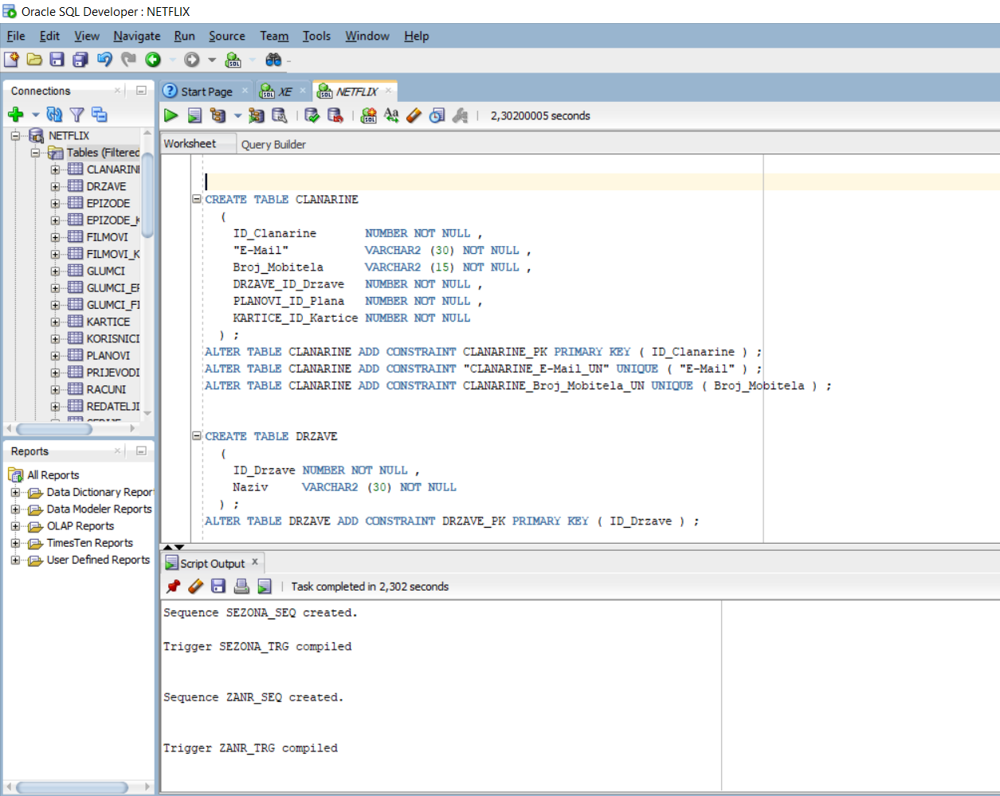 Oracle SQL Developer : NETFLIX
File Edit View Navigate Run Source Team Tools Window Help
Connections
Start Page
XE
NETFLIX
2,30200005 seconds
Worksheet
Query Builder
NETFLIX
Tables (Filtered
CLANARINE
DRZAVE
EPIZODE
EPIZODE_K
FILMOVI
FILMOVI_K
GLUMCI
GLUMCI_EP
GLUMCI_FI
KARTICE
KORISNICI
PLANOVI
PRIJEVODI
RACUNI
REDATELJI
SERIJE
CREATE TABLE CLANARINE
(
ID_Clanarine NUMBER NOT NULL ,
"E-Mail" VARCHAR2 (30) NOT NULL ,
Broj_Mobitela VARCHAR2 (15) NOT NULL ,
DRZAVE_ID_Drzave NUMBER NOT NULL ,
PLANOVI_ID_Plana NUMBER NOT NULL ,
KARTICE_ID_Kartice NUMBER NOT NULL
) ;
ALTER TABLE CLANARINE ADD CONSTRAINT CLANARINE_PK PRIMARY KEY ( ID_Clanarine ) ;
ALTER TABLE CLANARINE ADD CONSTRAINT "CLANARINE_E-Mail_UN" UNIQUE ( "E-Mail" ) ;
ALTER TABLE CLANARINE ADD CONSTRAINT CLANARINE_Broj_Mobitela_UN UNIQUE ( Broj_Mobitela ) ;
CREATE TABLE DRZAVE
(
ID_Drzave NUMBER NOT NULL ,
Naziv VARCHAR2 (30) NOT NULL
) ;
ALTER TABLE DRZAVE ADD CONSTRAINT DRZAVE_PK PRIMARY KEY ( ID_Drzave ) ;
Reports
All Reports
Data Dictionary Repor
Data Modeler Reports
OLAP Reports
TimesTen Reports
User Defined Reports
Script Output
Task completed in 2,302 seconds
Sequence SEZONA_SEQ created.
Trigger SEZONA_TRG compiled
Sequence ZANR_SEQ created.
Trigger ZANR_TRG compiled